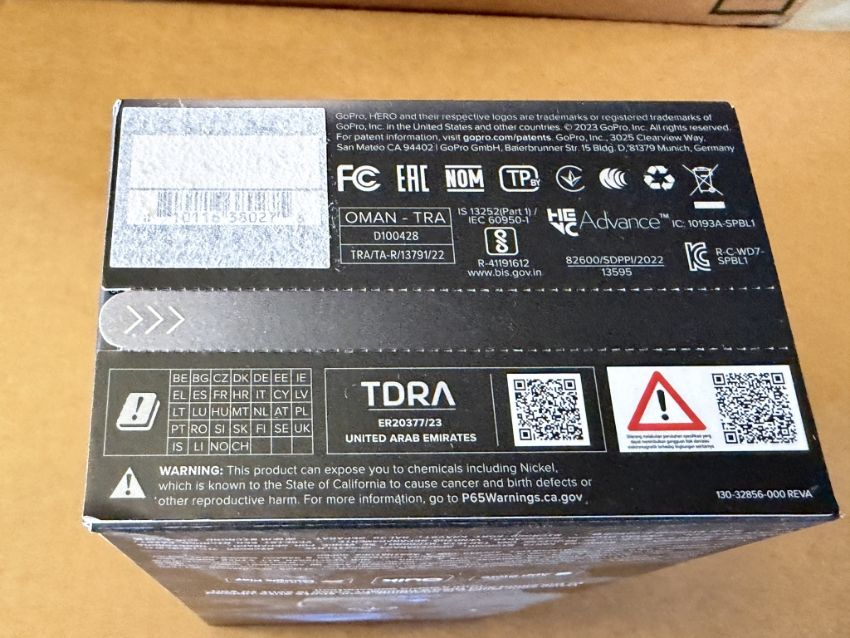 GoPro, HERO and their respective logos are trademarks or registered trademarks of
GoPro, Inc. in the United States and other countries. © 2023 GoPro, Inc. All rights reserved.
For patent information, visit gopro.com/patents. GoPro, Inc., 3025 Clearview Way,
San Mateo CA 94402 | GoPro GmbH, Baierbrunner Str. 15 Bldg. D, 81379 Munich, Germany
FC EAC NOM TP BY
10116 38027
OMAN - TRA
D100428
TRA/TA-R/13791/22
IS 13252(Part 1) /
IEC 60950-1
R-41191612
www.bis.gov.in
HEVC Advance™
IC: 10193A-SPBL1
82600/SDPPI/2022
13595
R-C-WD7-
SPBL1
BE BG CZ DK DE EE IE
EL ES FR HR IT CY LV
LT LU HU MT NL AT PL
PT RO SI SK FI SE UK
IS LI NO CH
TDRA
ER20377/23
UNITED ARAB EMIRATES
WARNING: This product can expose you to chemicals including Nickel,
which is known to the State of California to cause cancer and birth defects or
other reproductive harm. For more information, go to P65Warnings.ca.gov
130-32856-000 REVA